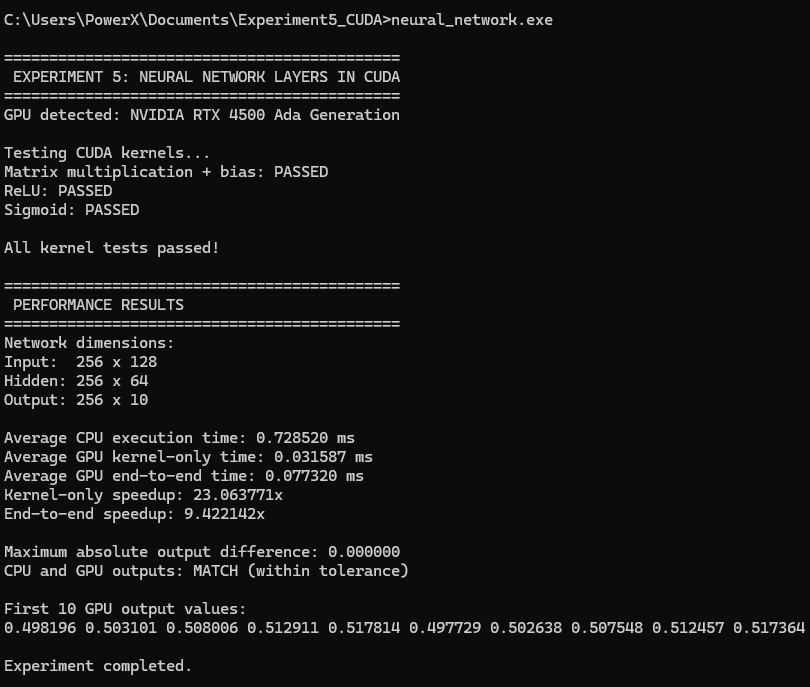 C:\Users\PowerX\Documents\Experiment5_CUDA>neural_network.exe
============================================
EXPERIMENT 5: NEURAL NETWORK LAYERS IN CUDA
============================================
GPU detected: NVIDIA RTX 4500 Ada Generation
Testing CUDA kernels...
Matrix multiplication + bias: PASSED
ReLU: PASSED
Sigmoid: PASSED
All kernel tests passed!
============================================
PERFORMANCE RESULTS
============================================
Network dimensions:
Input:  256 x 128
Hidden: 256 x 64
Output: 256 x 10
Average CPU execution time: 0.728520 ms
Average GPU kernel-only time: 0.031587 ms
Average GPU end-to-end time: 0.077320 ms
Kernel-only speedup: 23.063771x
End-to-end speedup: 9.422142x
Maximum absolute output difference: 0.000000
CPU and GPU outputs: MATCH (within tolerance)
First 10 GPU output values:
0.498196 0.503101 0.508006 0.512911 0.517814 0.497729 0.502638 0.507548 0.512457 0.517364
Experiment completed.